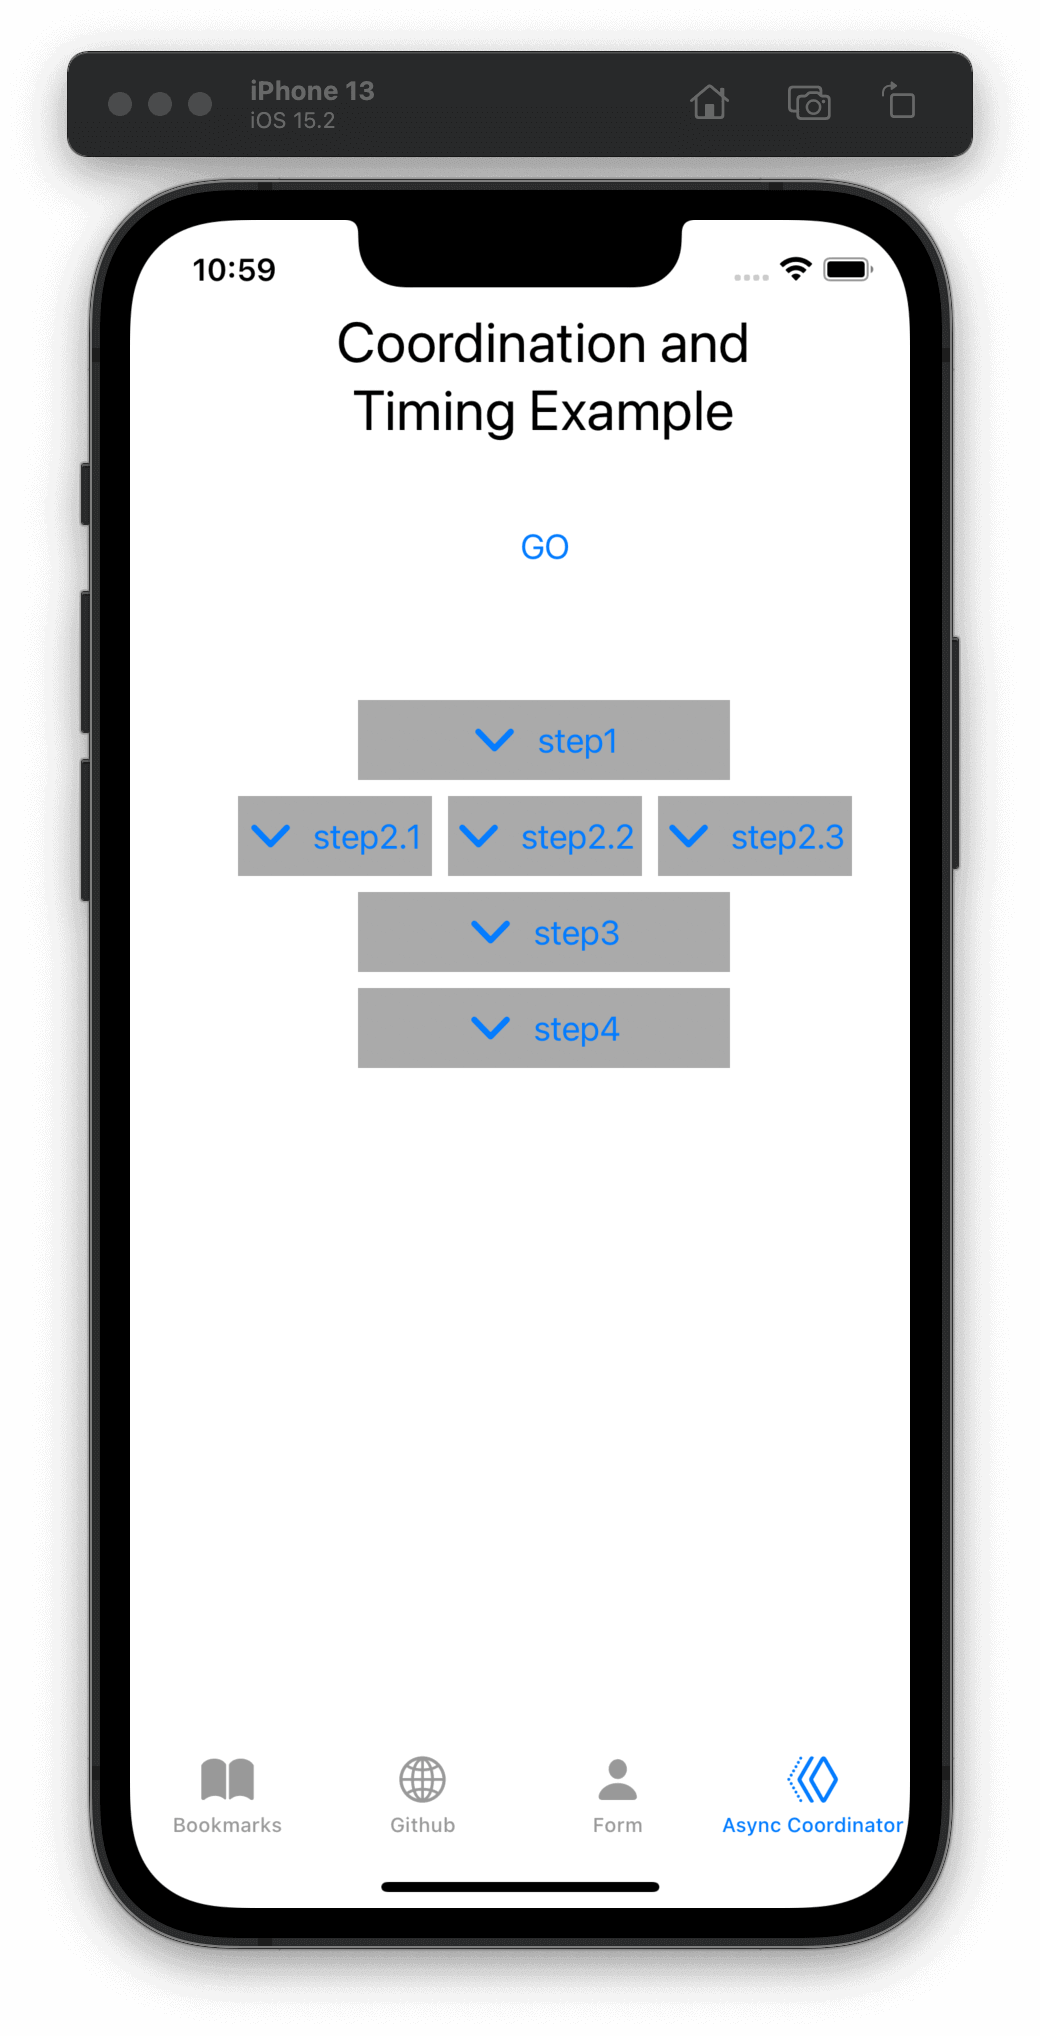 iPhone 13
iOS 15.2
10:59
Coordination and
Timing Example
GO
step1
step2.1 step2.2 step2.3
step3
step4
Bookmarks Github Form Async Coordinator